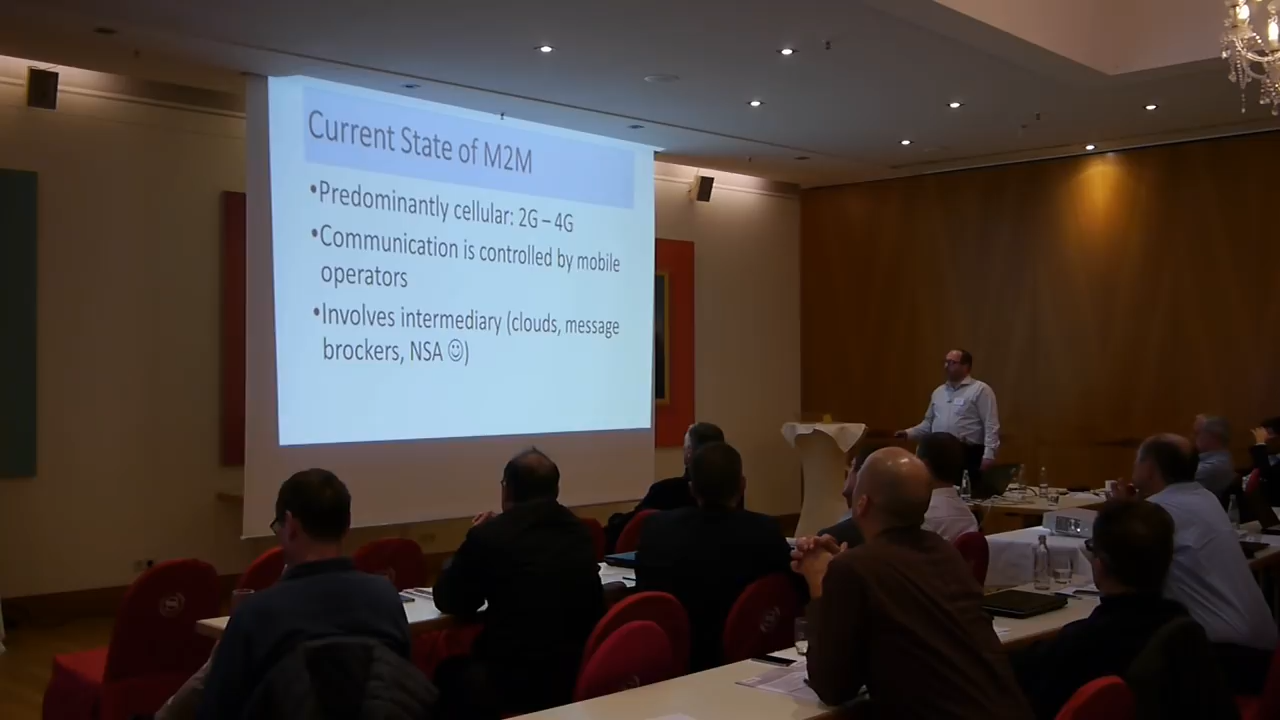 Current State of M2M
•Predominantly cellular: 2G – 4G
•Communication is controlled by mobile
operators
•Involves intermediary (clouds, message
brockers, NSA ☺)